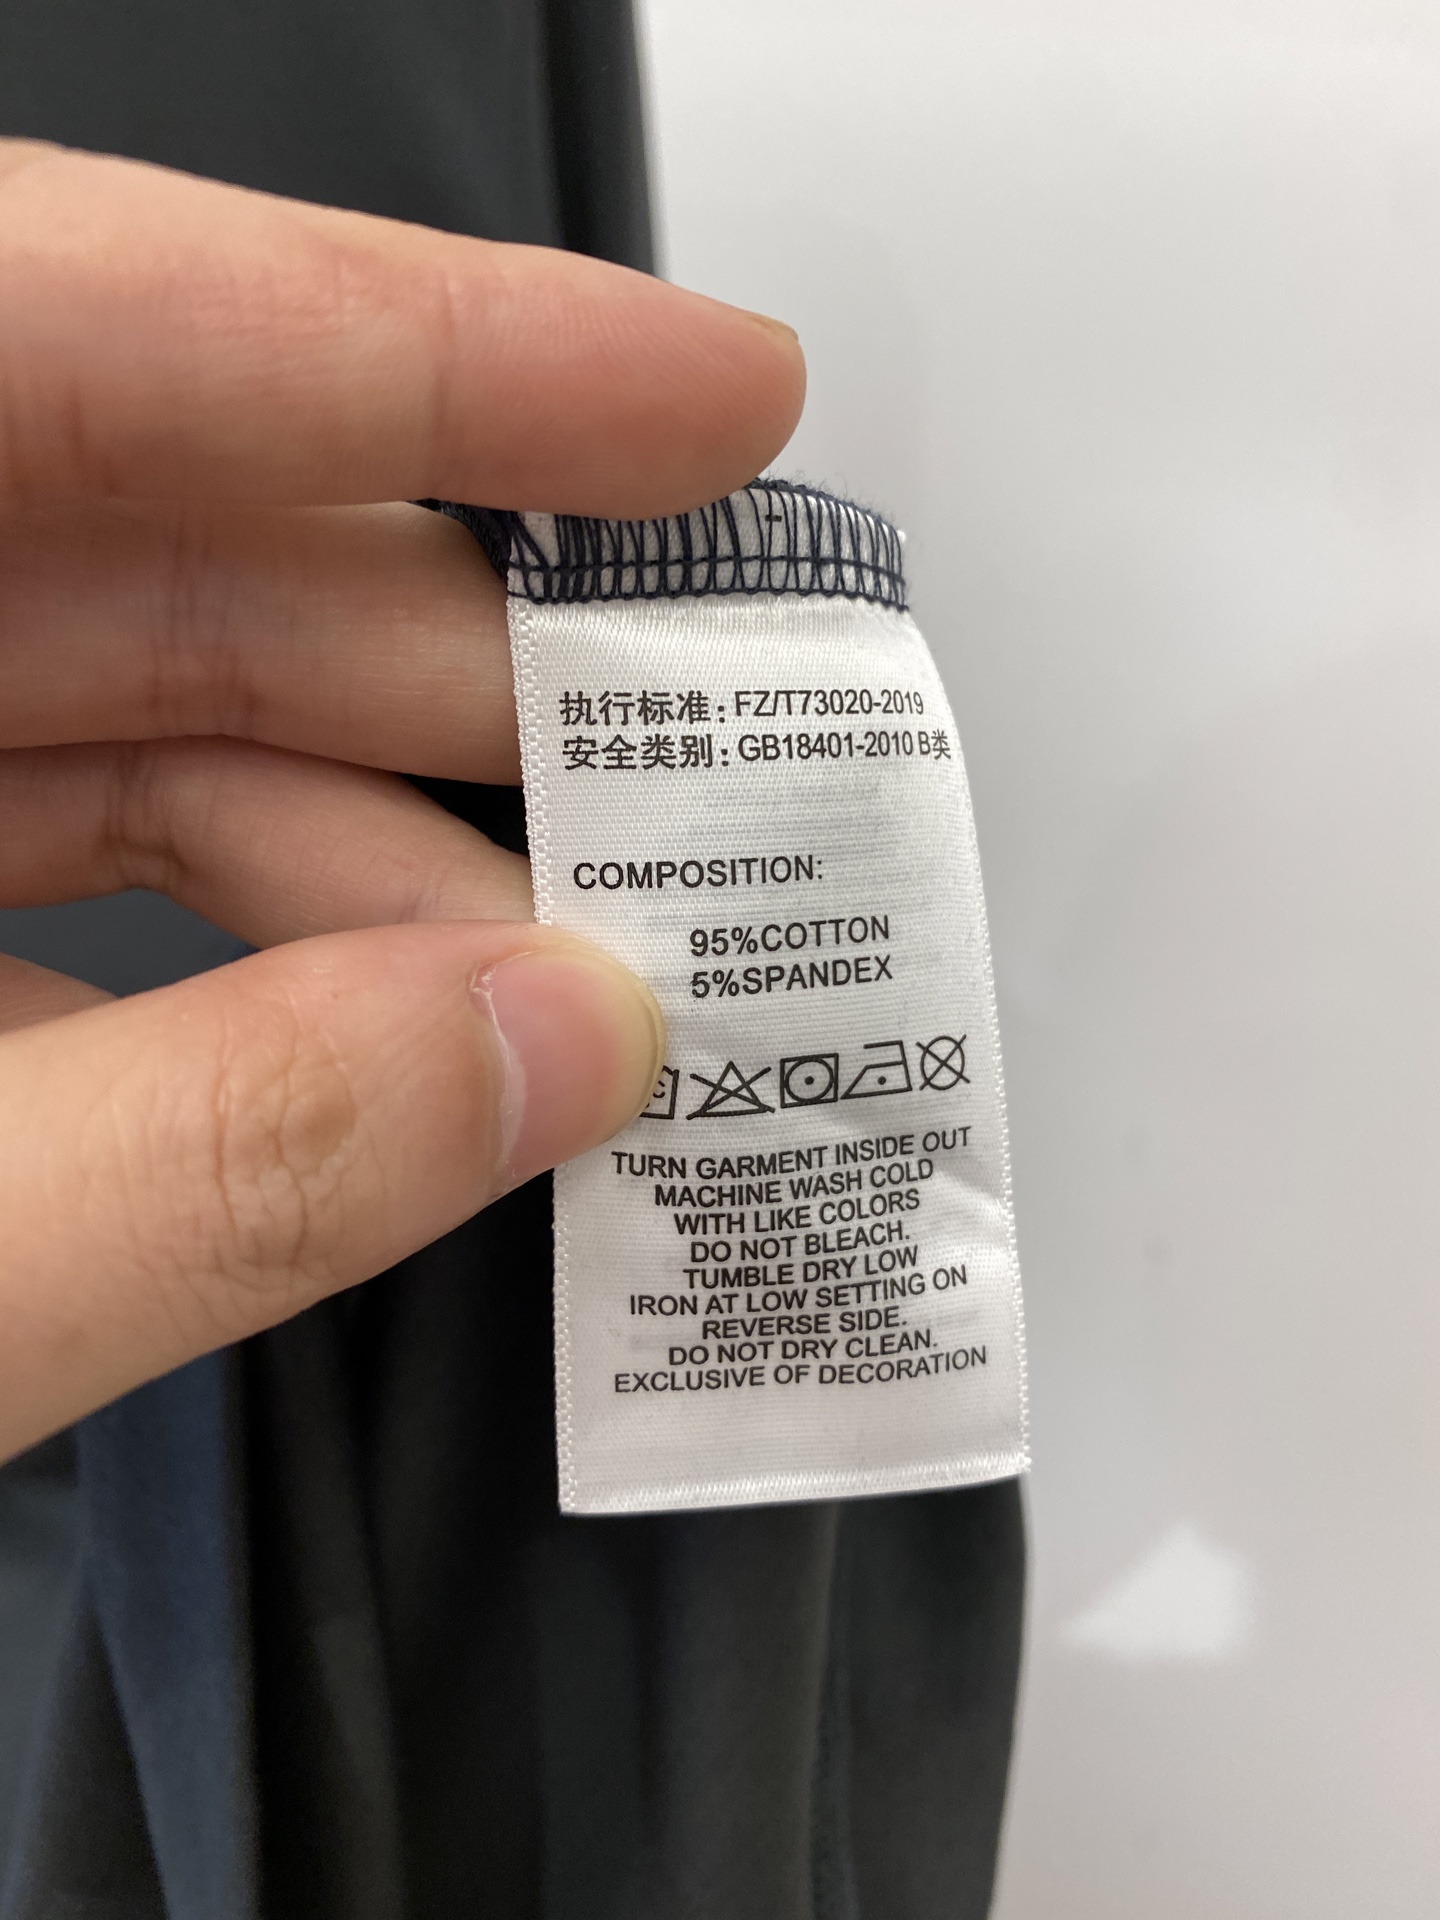 执行标准：FZ/T73020-2019
安全类别：GB18401-2010 B类
COMPOSITION:
95%COTTON
5%SPANDEX
TURN GARMENT INSIDE OUT
MACHINE WASH COLD
WITH LIKE COLORS
DO NOT BLEACH.
TUMBLE DRY LOW
IRON AT LOW SETTING ON
REVERSE SIDE.
DO NOT DRY CLEAN.
EXCLUSIVE OF DECORATION